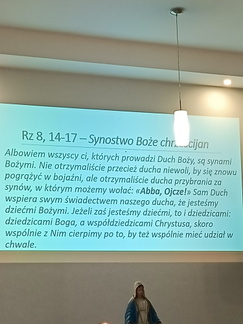 Rz 8, 14-17 – Synostwo Boże chrześcijan
Albowiem wszyscy ci, których prowadzi Duch Boży, są synami
Bożymi. Nie otrzymaliście przecież ducha niewoli, by się znowu
pogrążyć w bojaźni, ale otrzymaliście ducha przybrania za
synów, w którym możemy wołać: «Abba, Ojcze!» Sam Duch
wspiera swym świadectwem naszego ducha, że jesteśmy
dziećmi Bożymi. Jeżeli zaś jesteśmy dziećmi, to i dziedzicami:
dziedzicami Boga, a współdziedzicami Chrystusa, skoro
wspólnie z Nim cierpimy po to, by też wspólnie mieć udział w
chwale.